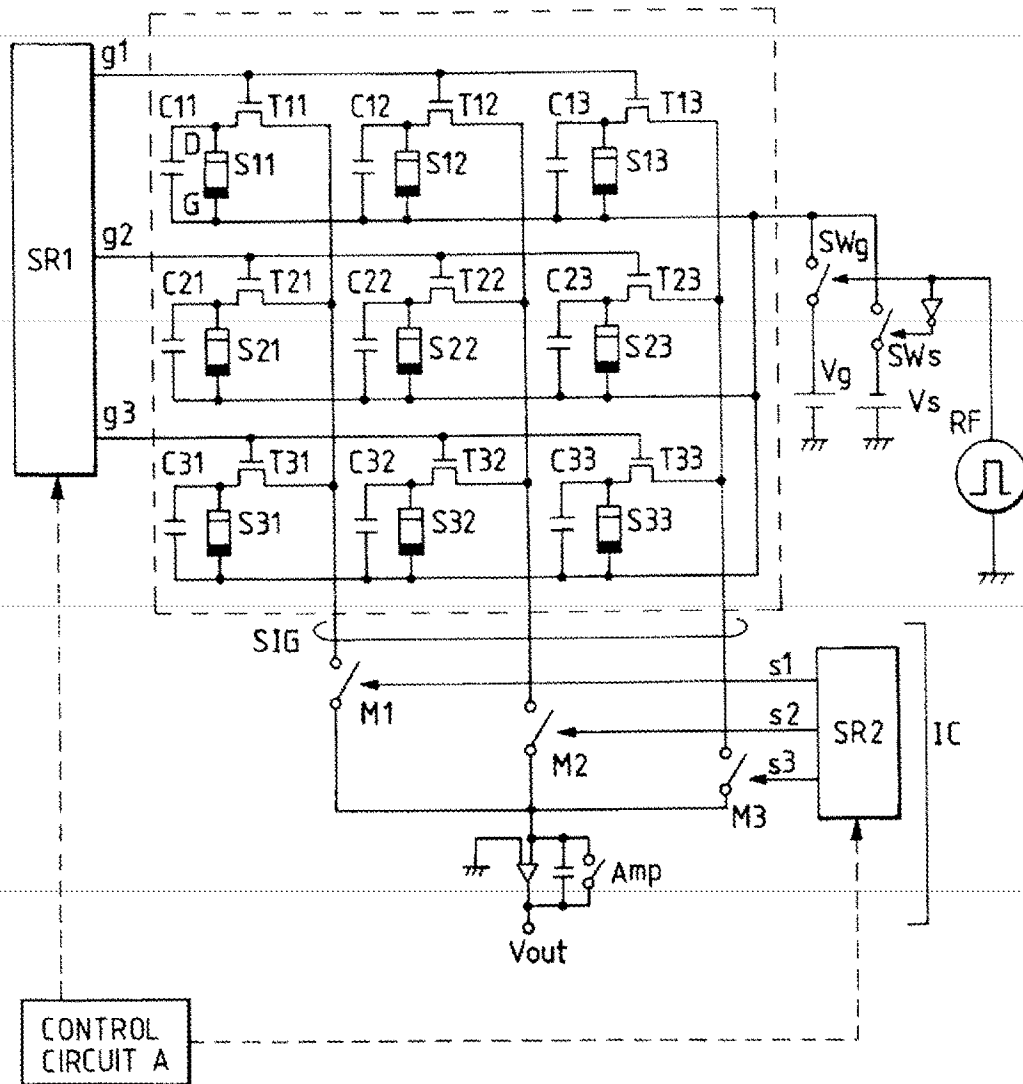 g1
C11 T11 C12 T12 C13 T13
D
S11 S12 S13
G
g2
SR1
SWg
C21 T21 C22 T22 C23 T23
S21 S22 S23
SWs
Vg
Vs
g3
RF
C31 T31 C32 T32 C33 T33
S31 S32 S33
SIG
s1
M1
s2
SR2
IC
M2
s3
M3
Amp
Vout
CONTROL
CIRCUIT A